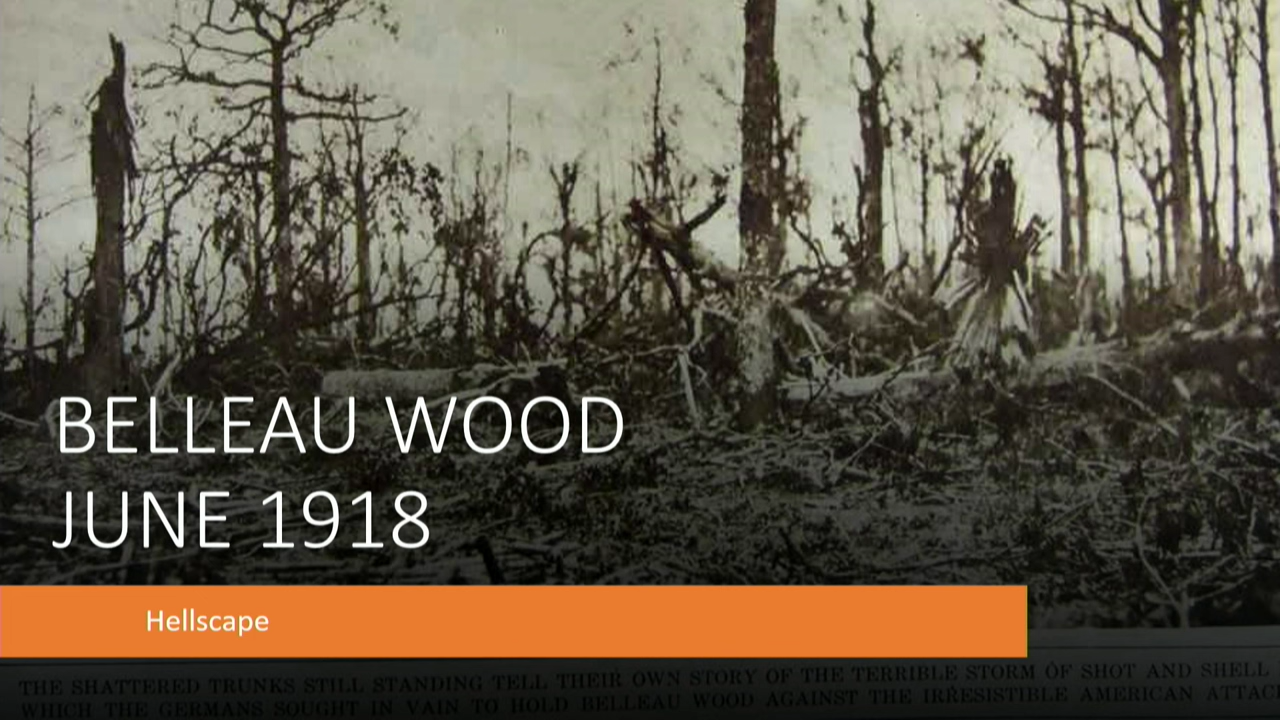 BELLEAU WOOD
JUNE 1918
Hellscape
THE SHATTERED TRUNKS STILL STANDING TELL THEIR OWN STORY OF THE TERRIBLE STORM OF SHOT AND SHELL
WHICH THE GERMANS SOUGHT IN VAIN TO HOLD BELLEAU WOOD AGAINST THE IRRESISTIBLE AMERICAN ATTAC